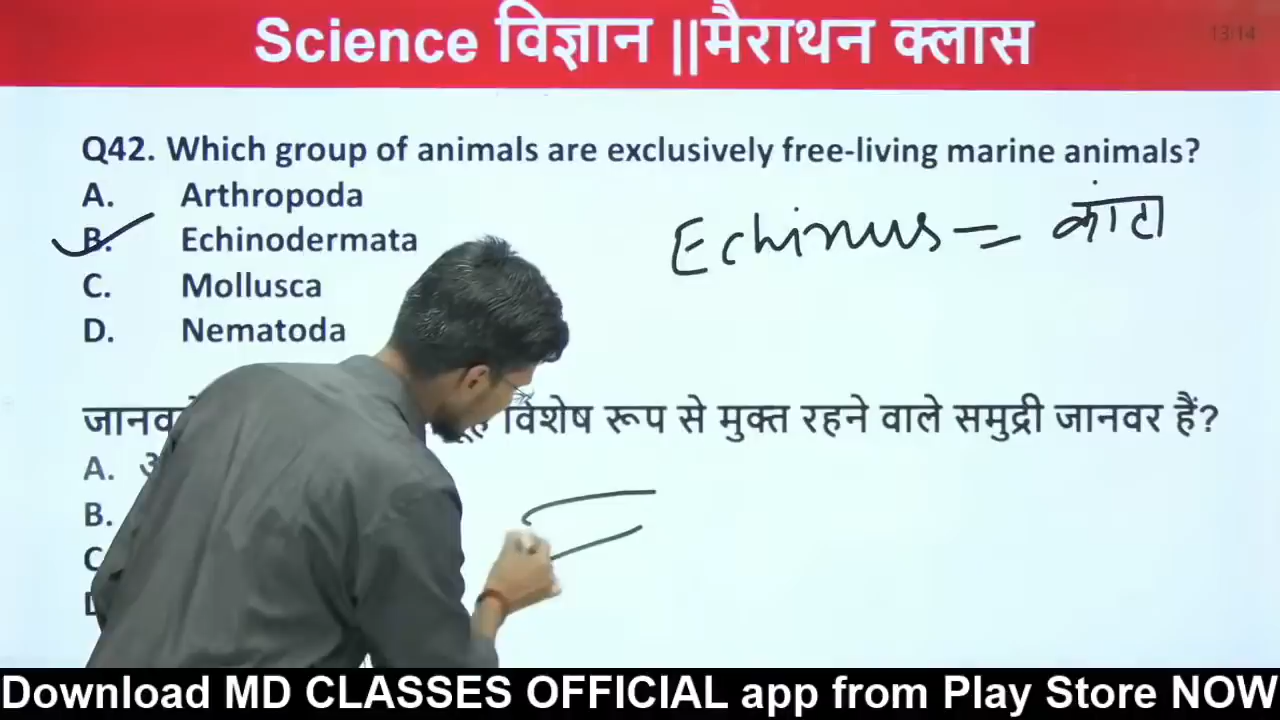 Science विज्ञान ||मैराथन क्लास
13/14
Q42. Which group of animals are exclusively free-living marine animals?
A. Arthropoda
B. Echinodermata
C. Mollusca
D. Nematoda
Echinus = कांटा
विशेष रूप से मुक्त रहने वाले समुद्री जानवर हैं?
A.
B.
C
D
Download MD CLASSES OFFICIAL app from Play Store NOW